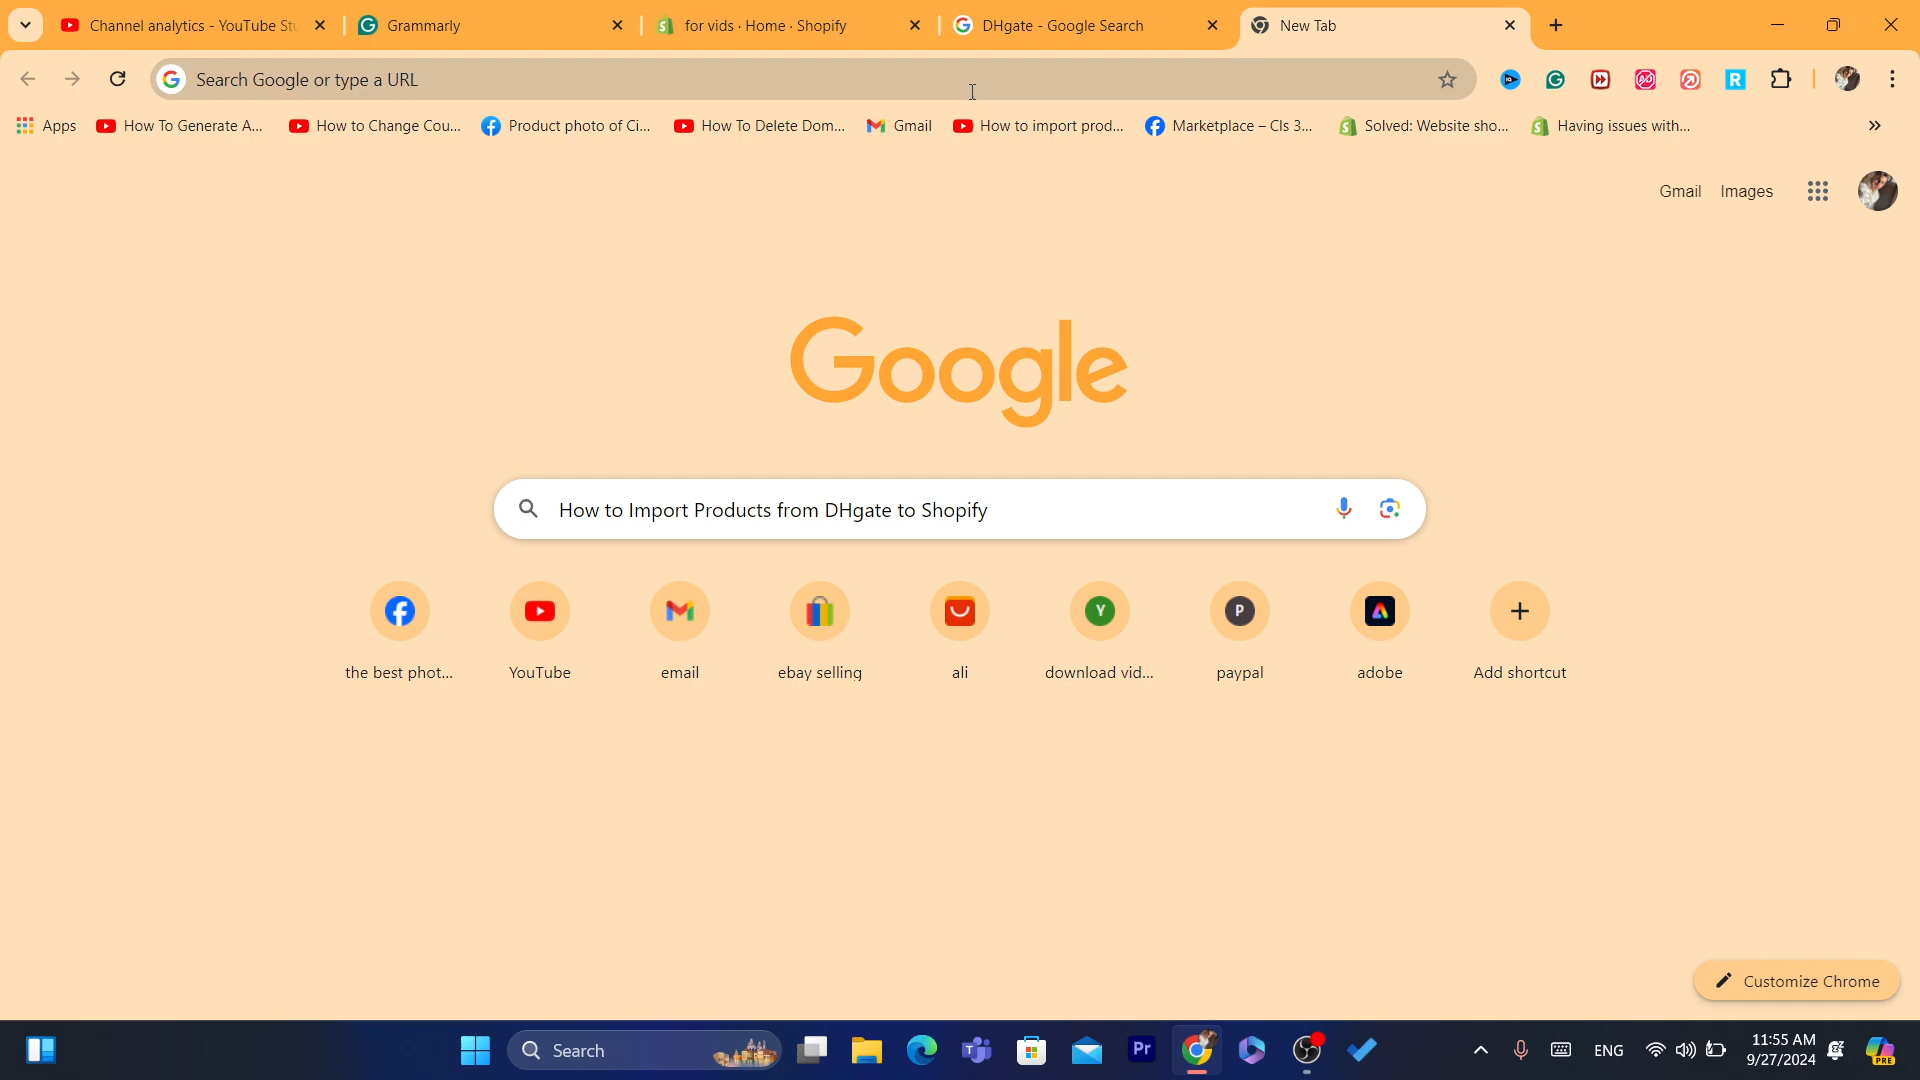 Channel analytics - YouTube Stu
Grammarly
for vids · Home · Shopify
DHgate - Google Search
New Tab
Search Google or type a URL
Apps
How To Generate A...
How to Change Cou...
Product photo of Ci...
How To Delete Dom...
Gmail
How to import prod...
Marketplace – Cls 3...
Solved: Website sho...
Having issues with...
Gmail Images
Google
How to Import Products from DHgate to Shopify
the best phot...
YouTube
email
ebay selling
ali
download vid...
paypal
adobe
Add shortcut
Customize Chrome
Search
ENG
11:55 AM
9/27/2024